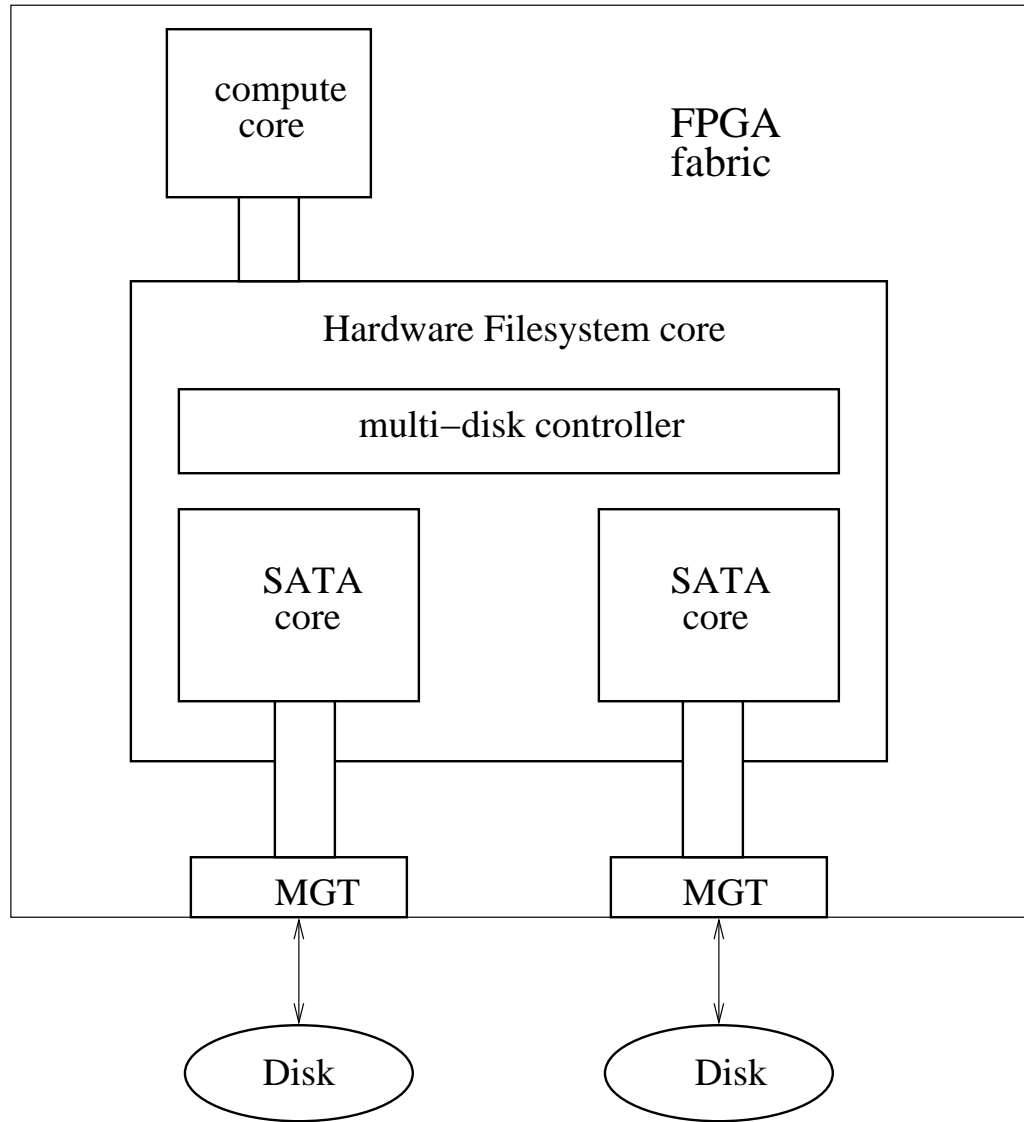 compute
core
FPGA
fabric
Hardware Filesystem core
multi−disk controller
SATA
core
SATA
core
MGT
MGT
Disk
Disk